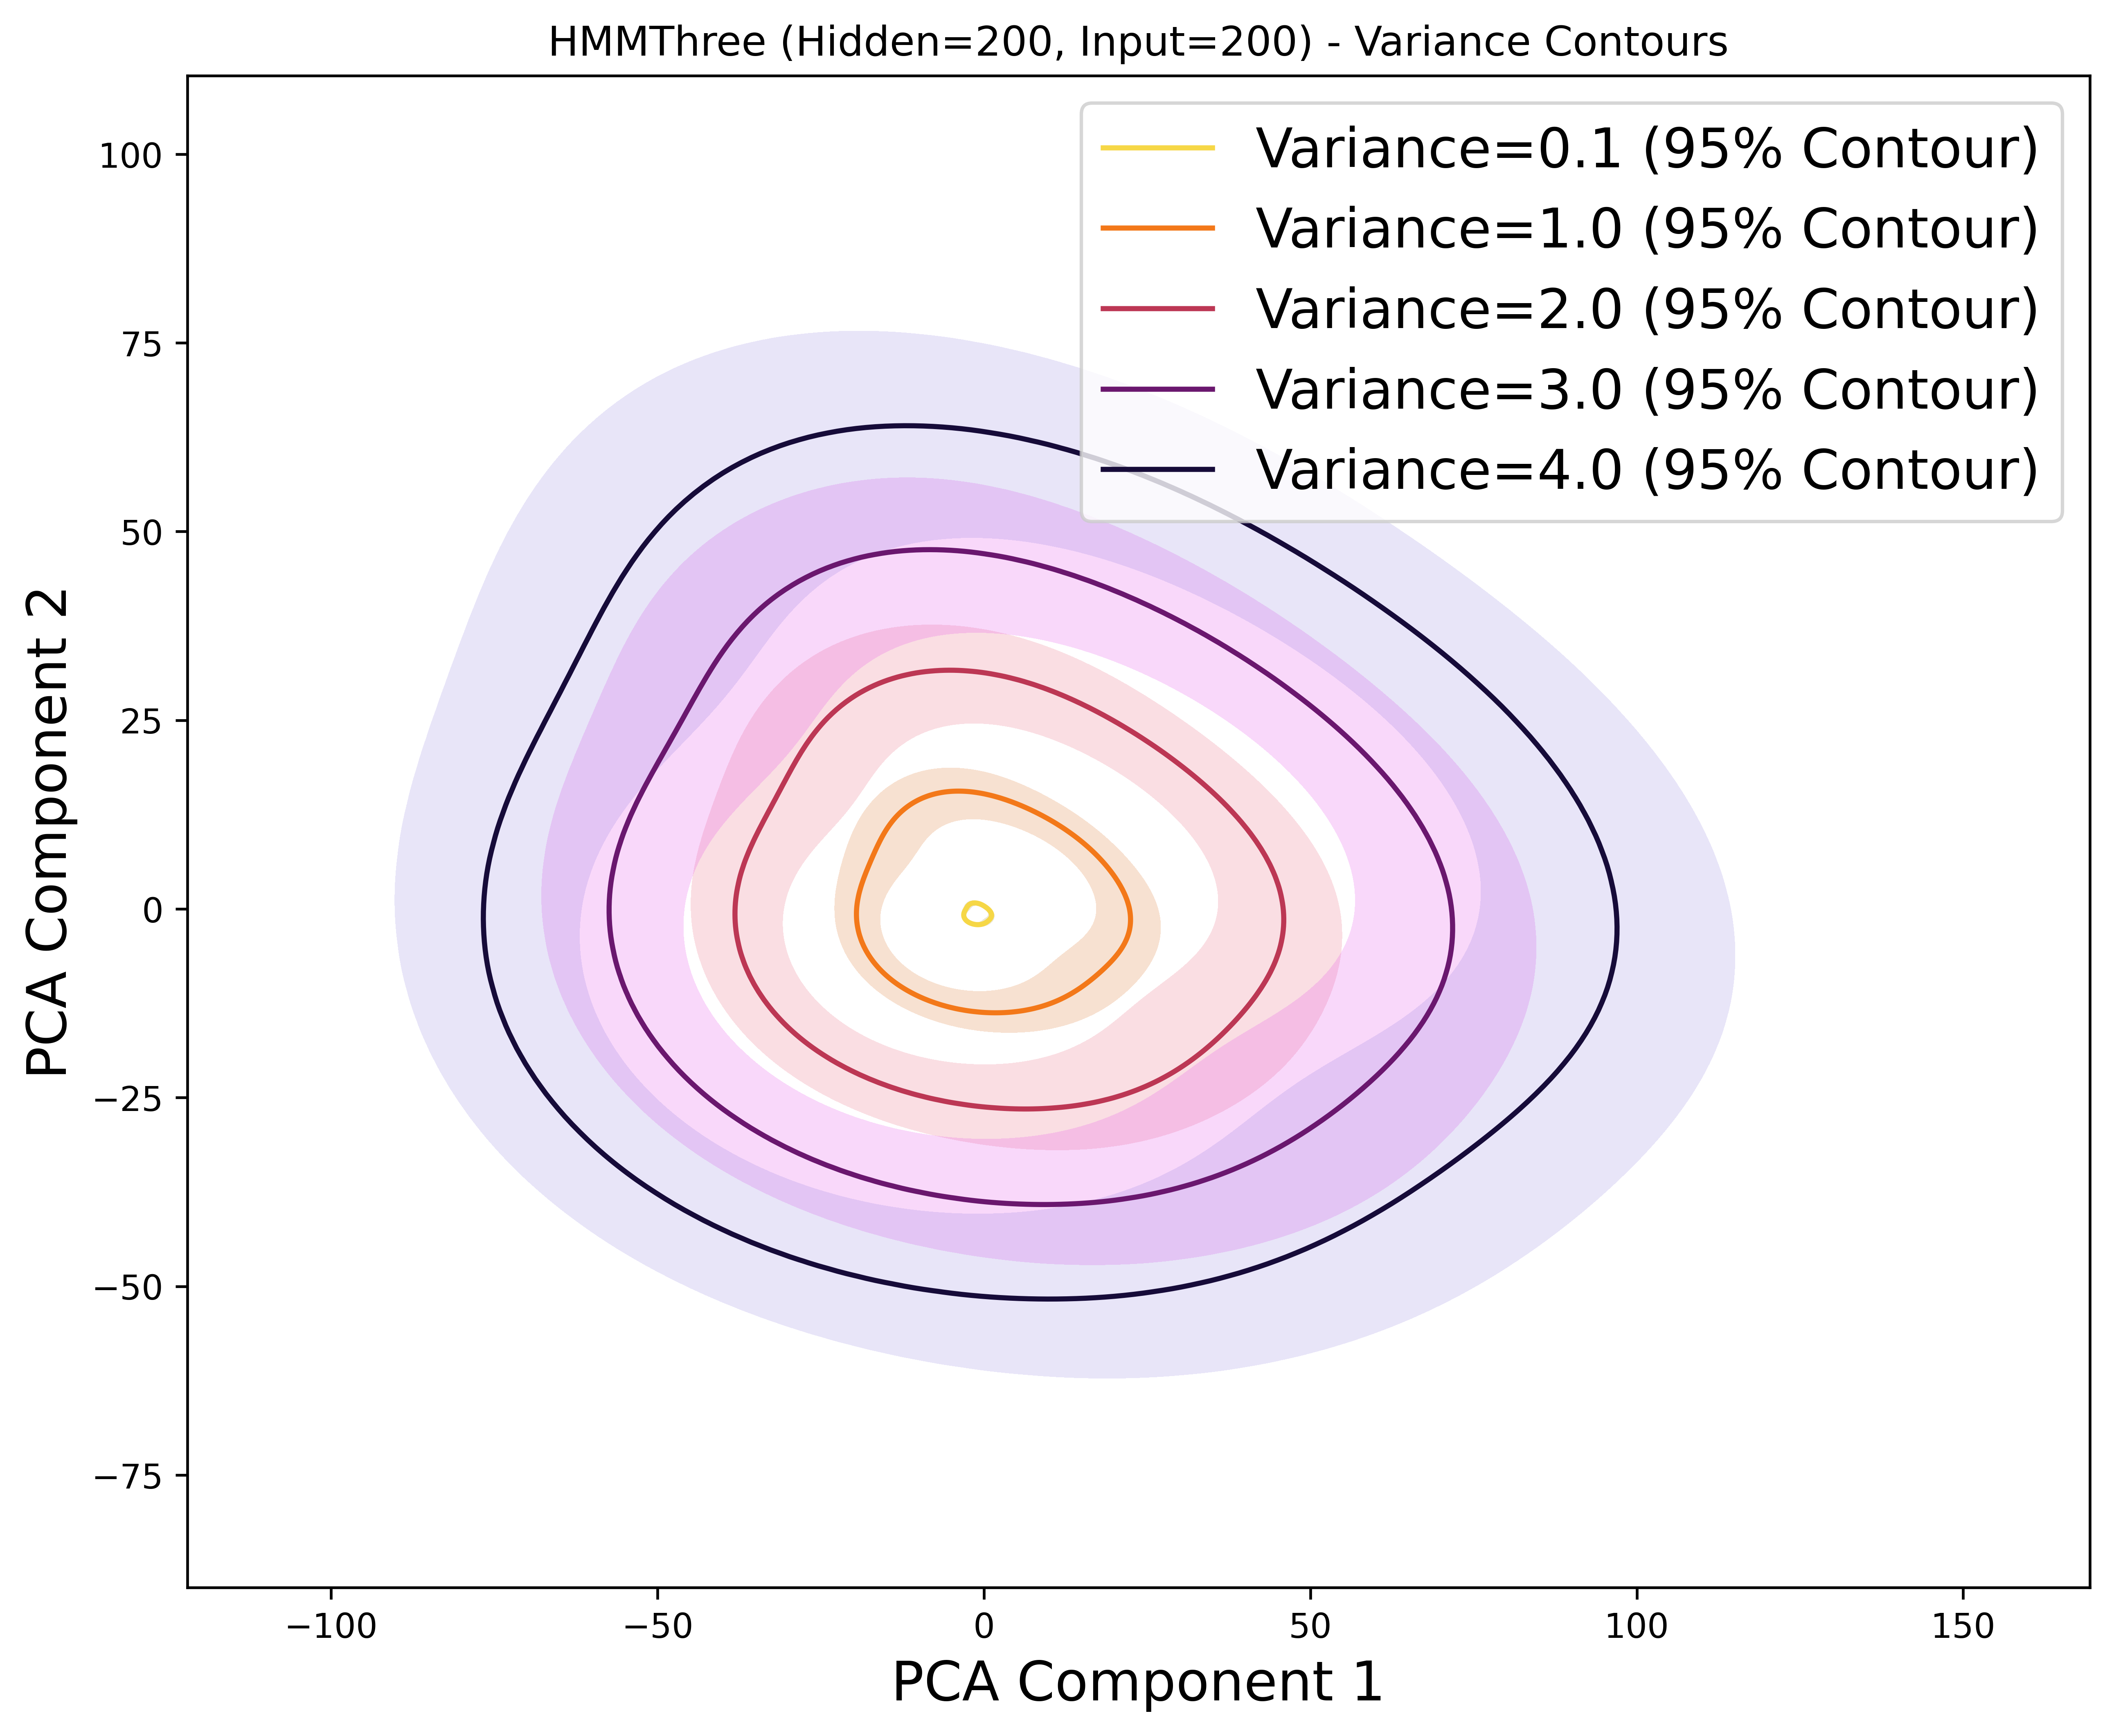 HMMThree (Hidden=200, Input=200) - Variance Contours
Variance=0.1 (95% Contour)
Variance=1.0 (95% Contour)
Variance=2.0 (95% Contour)
Variance=3.0 (95% Contour)
Variance=4.0 (95% Contour)
PCA Component 2
100
75
50
25
0
−25
−50
−75
−100
−50
0
50
100
150
PCA Component 1